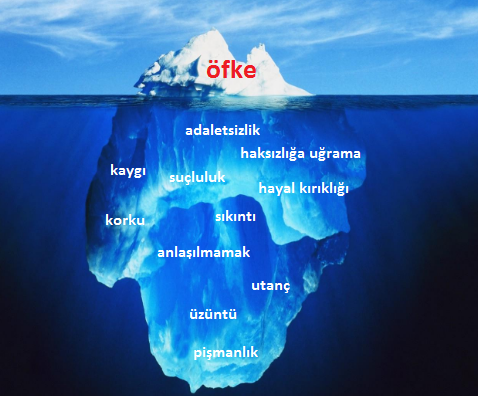 öfke
adaletsizlik
haksızlığa uğrama
kaygı
suçluluk
hayal kırıklığı
korku
sıkıntı
anlaşılmamak
utanç
üzüntü
pişmanlık